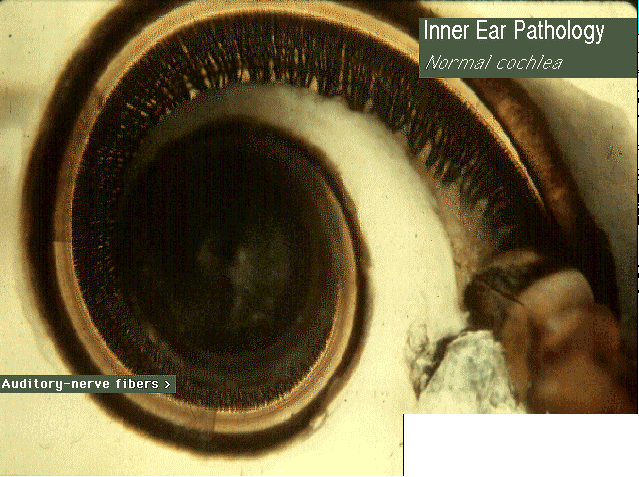 Inner Ear Pathology
Normal cochlea
Auditory-nerve fibers >